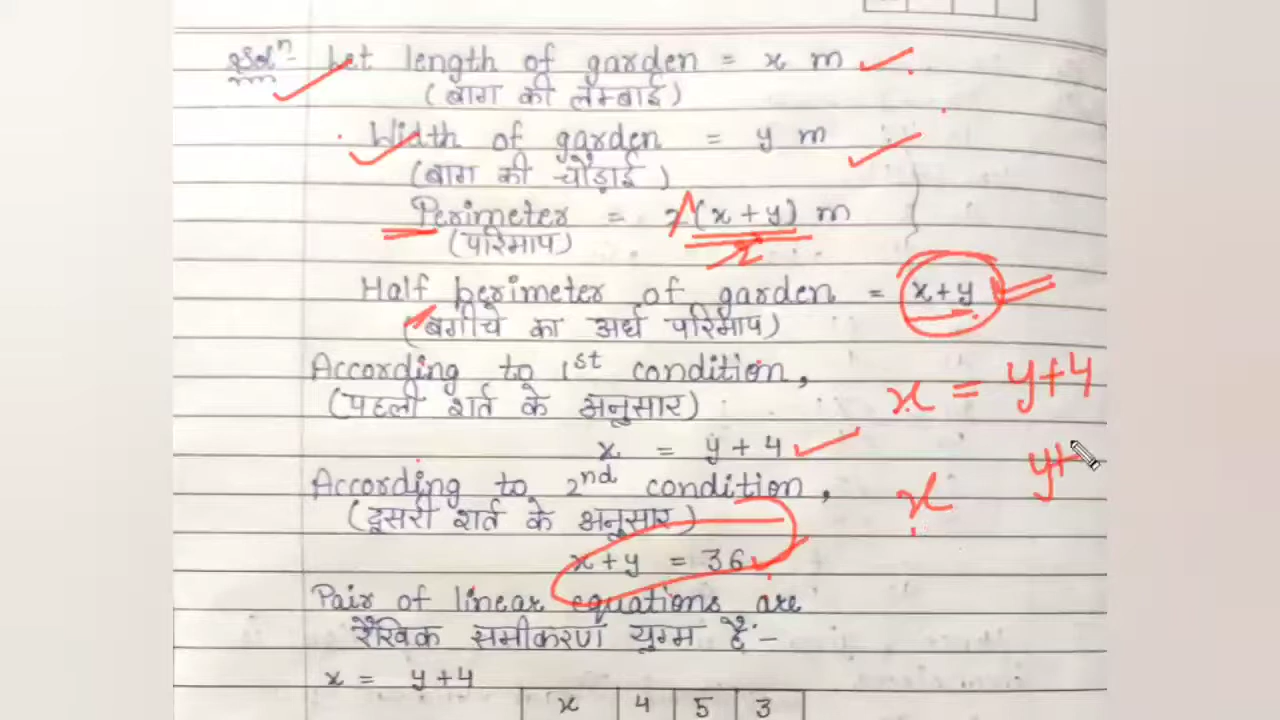 Solⁿ- Let length of garden = x m
(बाग की लम्बाई)
Width of garden = y m
(बाग की चौंड़ाई)
Perimeter = 2(x+y) m
(परिमाप)
Half perimeter of garden = x+y
(बगीचे का अर्ध परिमाप)
According to 1st condition,
(पहली शर्त के अनुसार)
x = y+4
x = y+4
According to 2nd condition,
(दूसरी शर्त के अनुसार)
x y+
x+y = 36
Pair of linear equations are
रैखिक समीकरण युग्म है:-
x = y+4
x 4 5 3